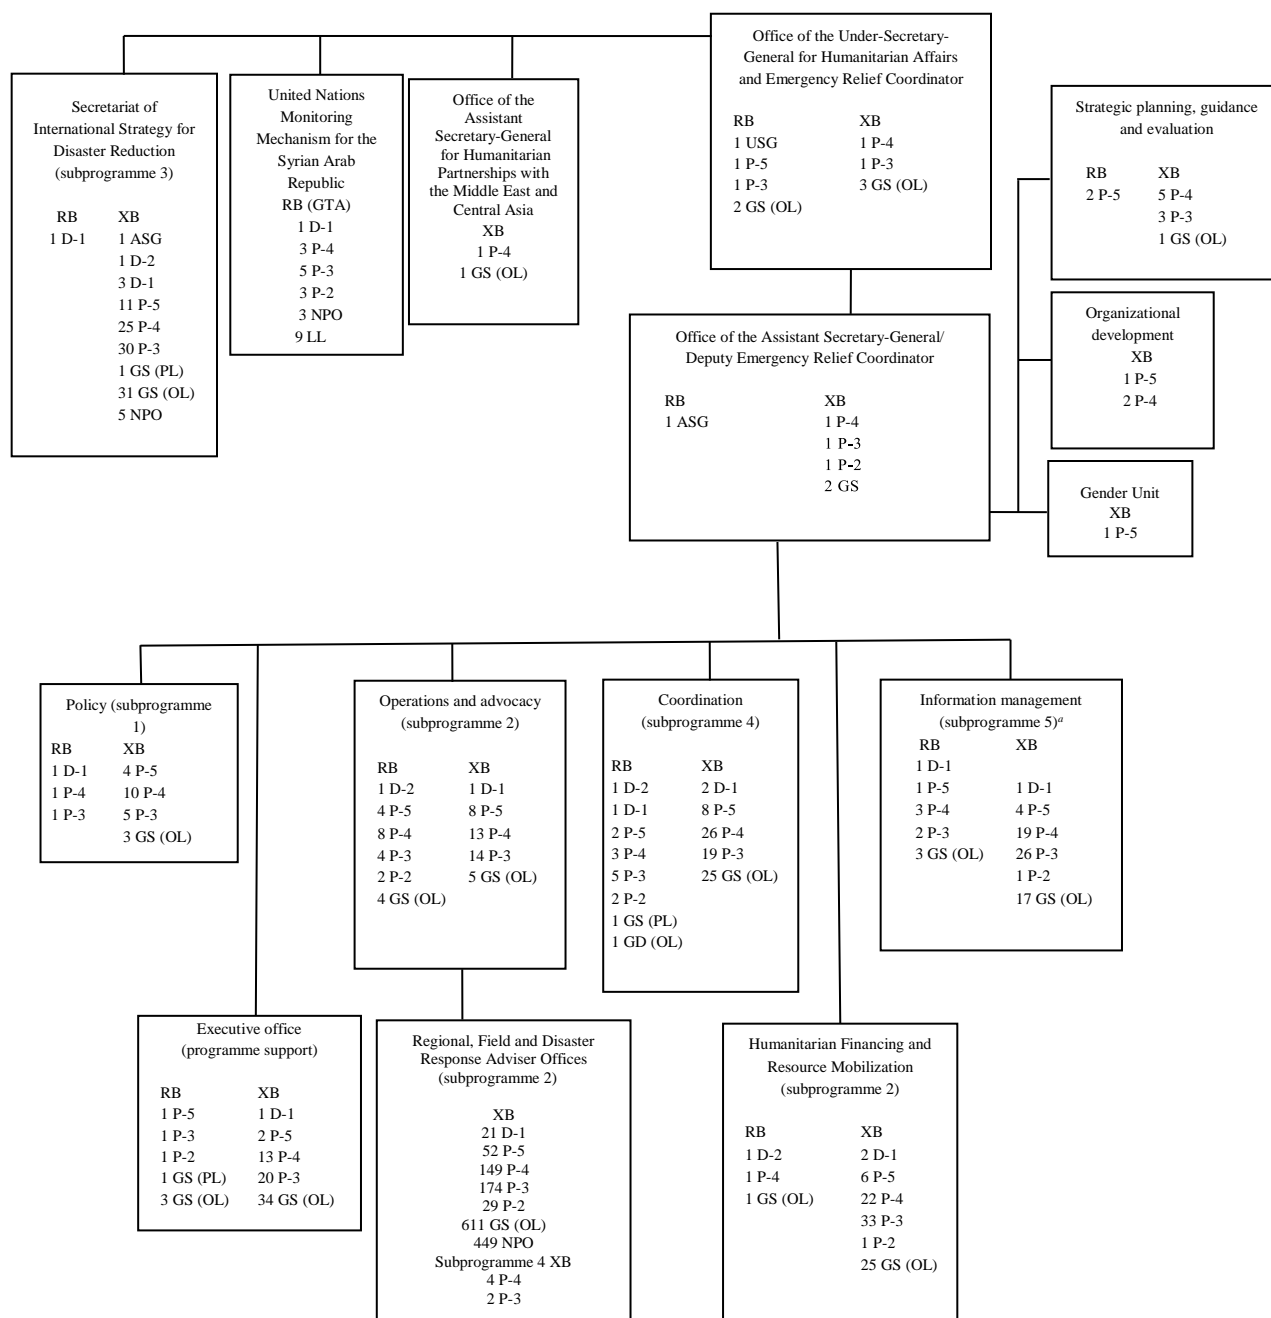 Office of the Under-Secretary-
General for Humanitarian Affairs
and Emergency Relief Coordinator
RB XB
1 USG 1 P-4
1 P-5 1 P-3
1 P-3 3 GS (OL)
2 GS (OL)
Secretariat of
International Strategy for
Disaster Reduction
(subprogramme 3)
RB XB
1 D-1 1 ASG
1 D-2
3 D-1
11 P-5
25 P-4
30 P-3
1 GS (PL)
31 GS (OL)
5 NPO
United Nations
Monitoring
Mechanism for the
Syrian Arab
Republic
RB (GTA)
1 D-1
3 P-4
5 P-3
3 P-2
3 NPO
9 LL
Office of the
Assistant
Secretary-General
for Humanitarian
Partnerships with
the Middle East and
Central Asia
XB
1 P-4
1 GS (OL)
Strategic planning, guidance
and evaluation
RB XB
2 P-5 5 P-4
3 P-3
1 GS (OL)
Office of the Assistant Secretary-General/
Deputy Emergency Relief Coordinator
RB XB
1 ASG 1 P-4
1 P-3
1 P-2
2 GS
Organizational
development
XB
1 P-5
2 P-4
Gender Unit
XB
1 P-5
Policy (subprogramme
1)
RB XB
1 D-1 4 P-5
1 P-4 10 P-4
1 P-3 5 P-3
3 GS (OL)
Operations and advocacy
(subprogramme 2)
RB XB
1 D-2 1 D-1
4 P-5 8 P-5
8 P-4 13 P-4
4 P-3 14 P-3
2 P-2 5 GS (OL)
4 GS (OL)
Coordination
(subprogramme 4)
RB XB
1 D-2 2 D-1
1 D-1 8 P-5
2 P-5 26 P-4
3 P-4 19 P-3
5 P-3 25 GS (OL)
2 P-2
1 GS (PL)
1 GD (OL)
Information management
(subprogramme 5)a
RB XB
1 D-1
1 P-5 1 D-1
3 P-4 4 P-5
2 P-3 19 P-4
3 GS (OL) 26 P-3
1 P-2
17 GS (OL)
Executive office
(programme support)
RB XB
1 P-5 1 D-1
1 P-3 2 P-5
1 P-2 13 P-4
1 GS (PL) 20 P-3
3 GS (OL) 34 GS (OL)
Regional, Field and Disaster
Response Adviser Offices
(subprogramme 2)
XB
21 D-1
52 P-5
149 P-4
174 P-3
29 P-2
611 GS (OL)
449 NPO
Subprogramme 4 XB
4 P-4
2 P-3
Humanitarian Financing and
Resource Mobilization
(subprogramme 2)
RB XB
1 D-2 2 D-1
1 P-4 6 P-5
1 GS (OL) 22 P-4
33 P-3
1 P-2
25 GS (OL)